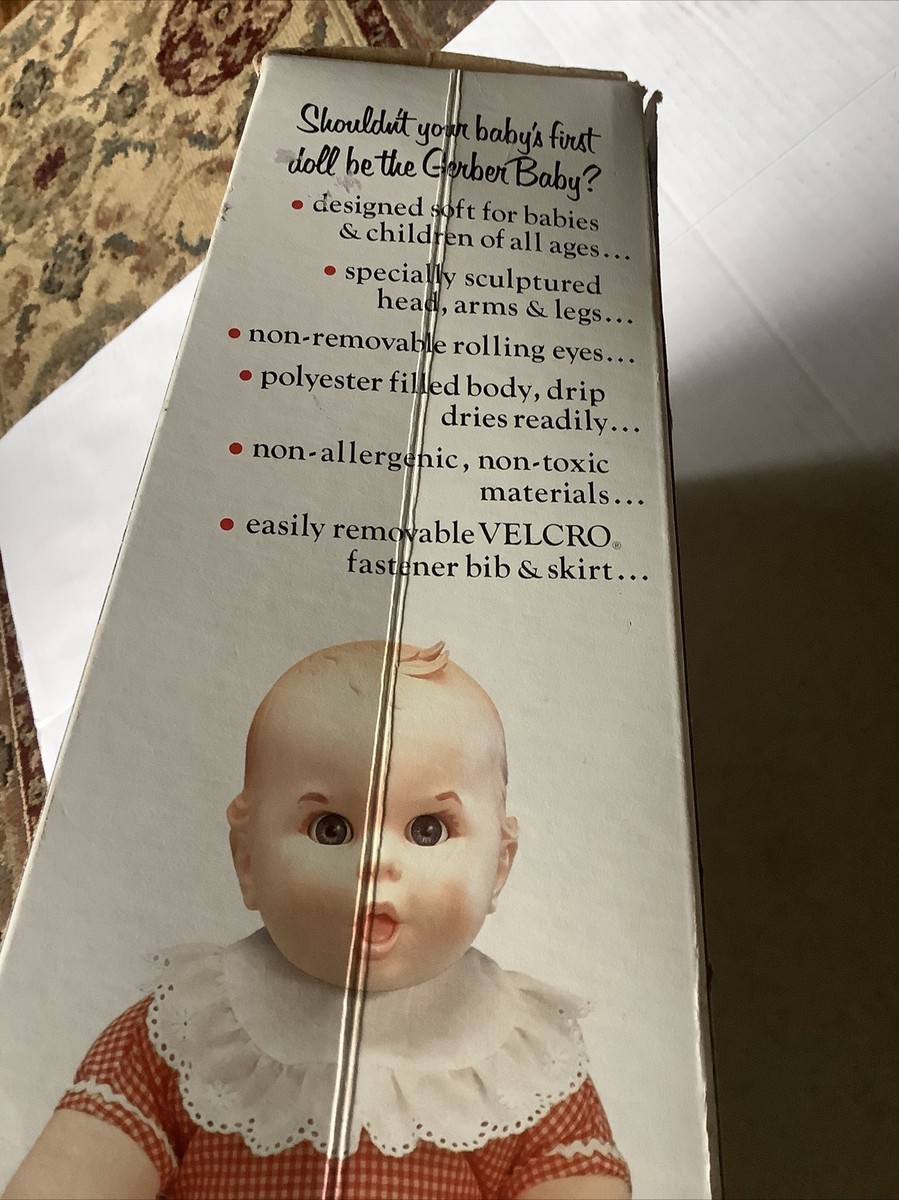 Shouldn't your baby's first
doll be the Gerber Baby?
• designed soft for babies
& children of all ages...
• specially sculptured
head, arms & legs...
• non-removable rolling eyes...
• polyester filled body, drip
dries readily...
• non-allergenic, non-toxic
materials...
• easily removable VELCRO®
fastener bib & skirt...